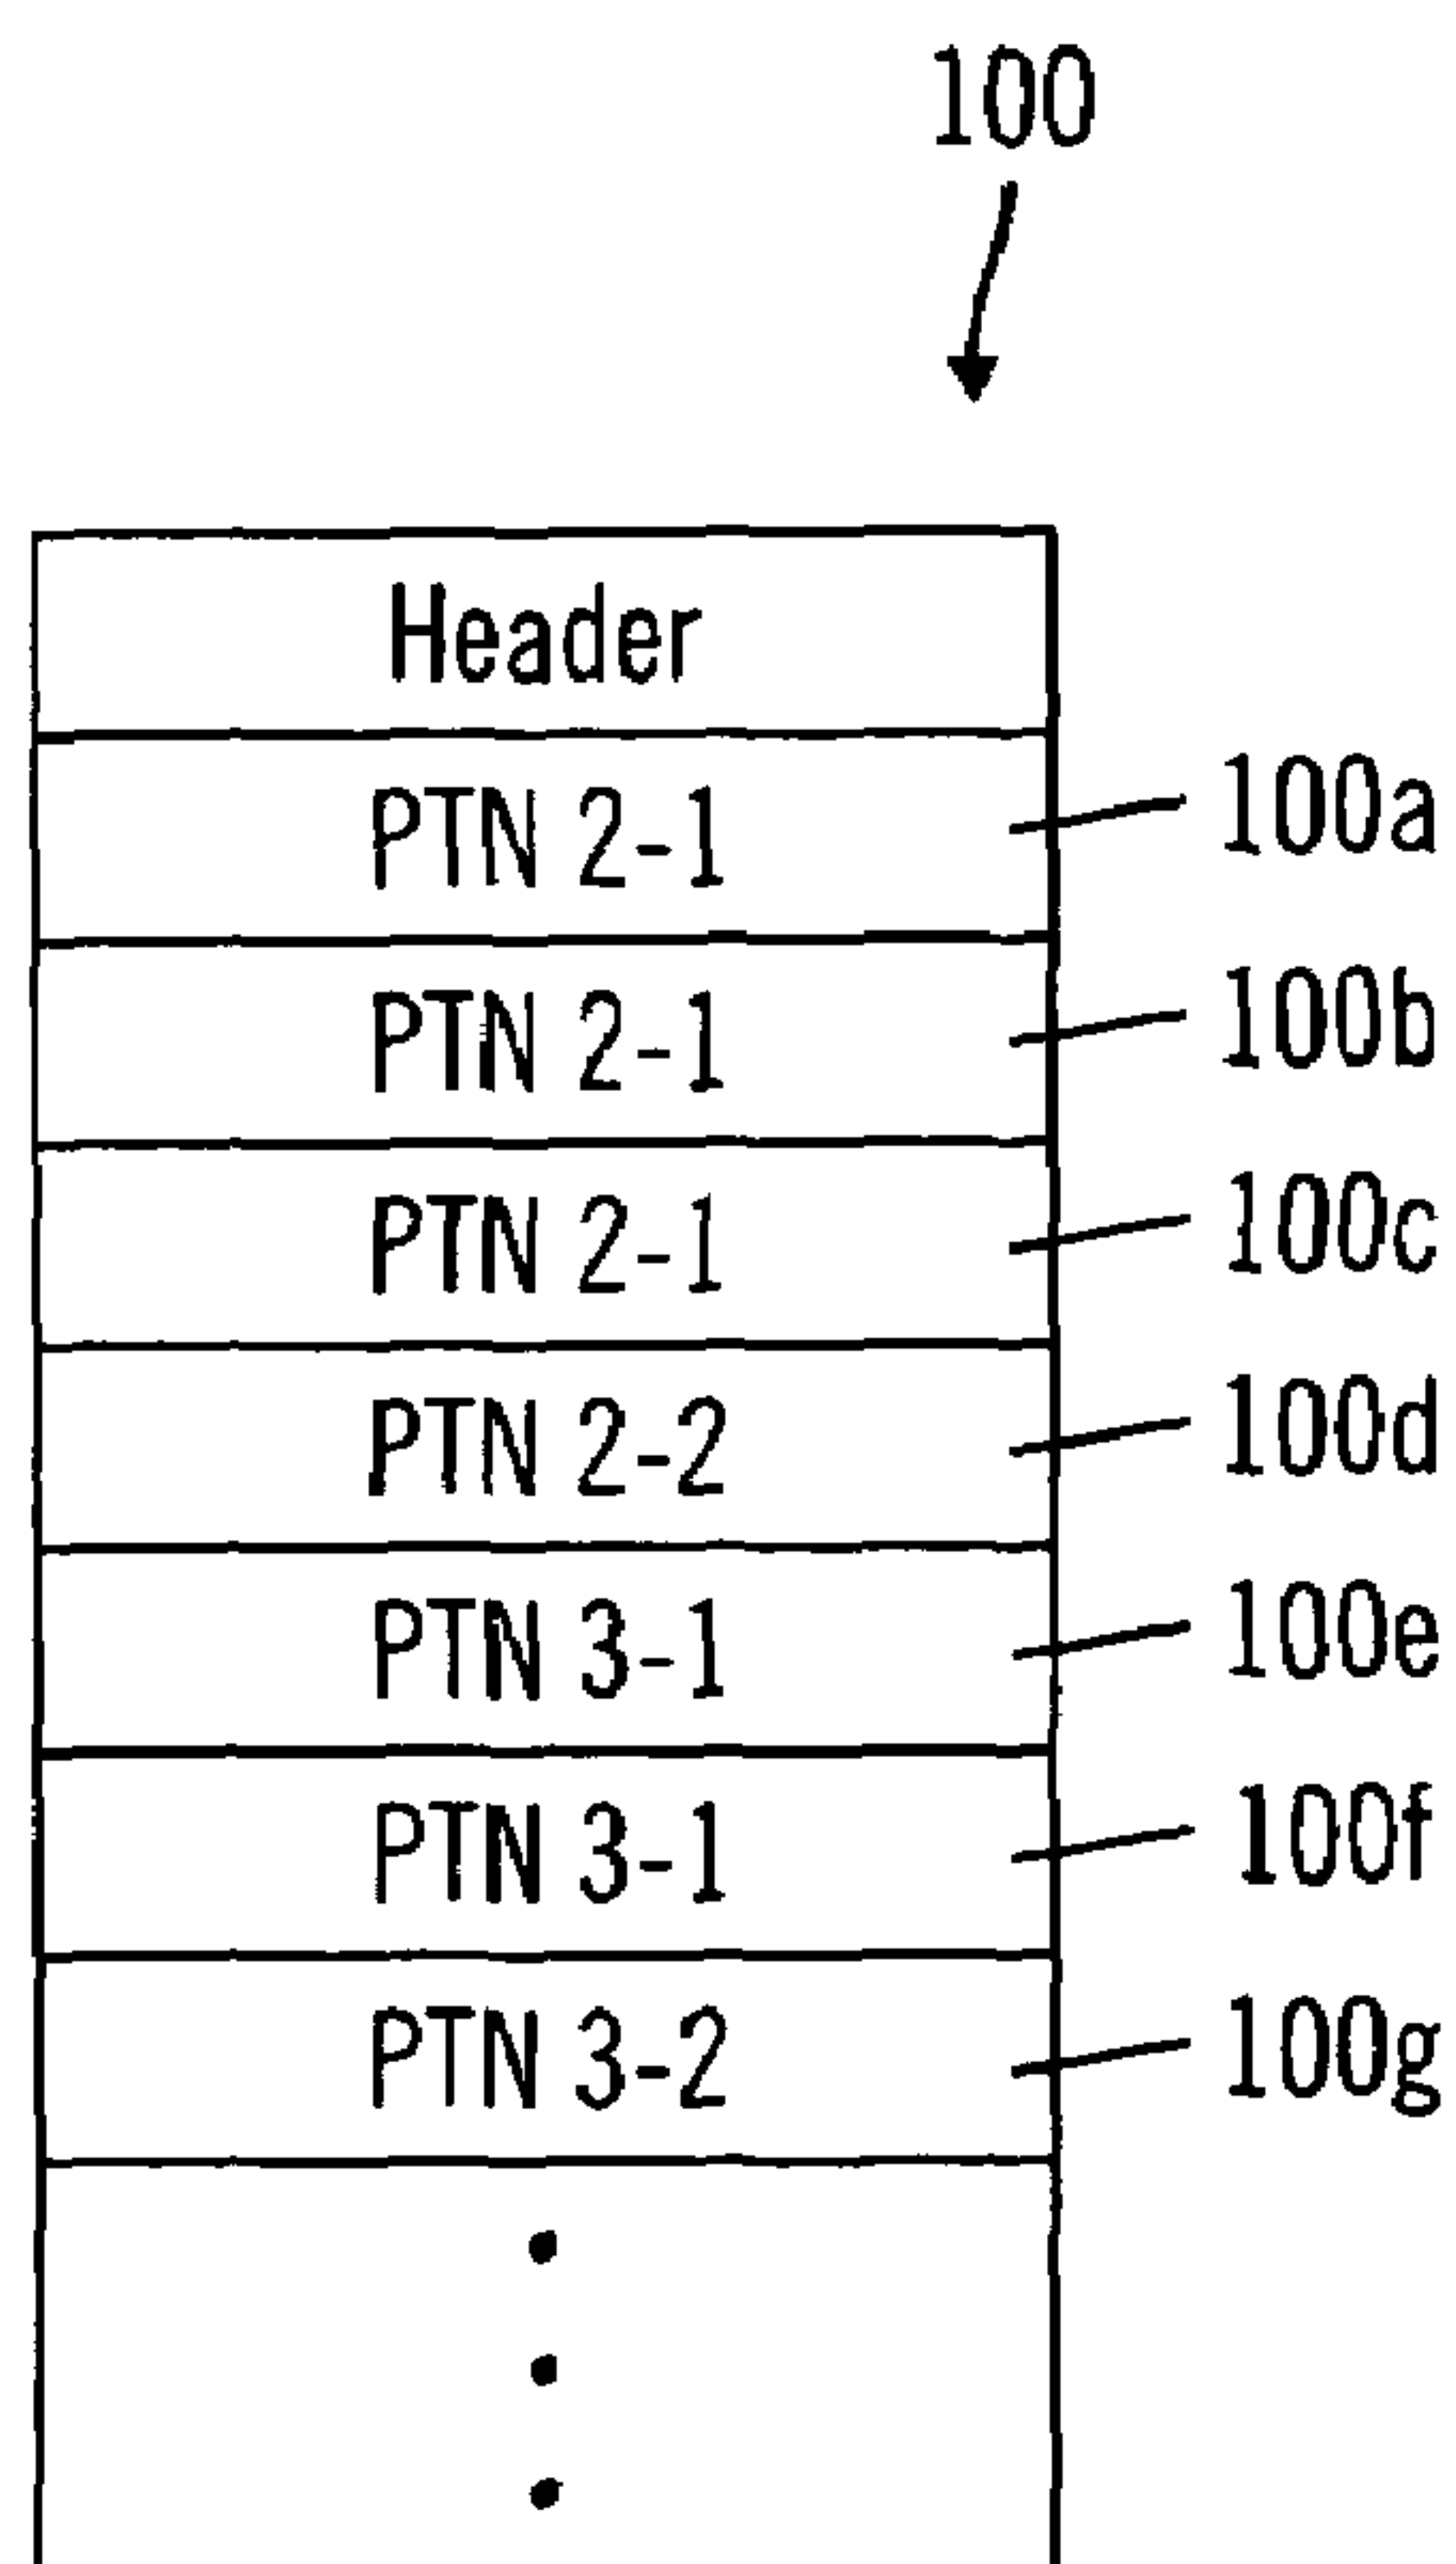 100
Header
PTN 2-1 100a
PTN 2-1 100b
PTN 2-1 100c
PTN 2-2 100d
PTN 3-1 100e
PTN 3-1 100f
PTN 3-2 100g